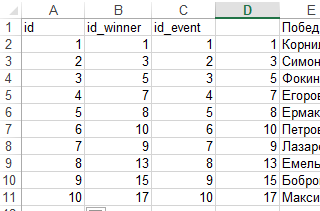 A B C D E
1 id id_winner id_event Побед
2 1 1 1 1 Корни
3 2 3 2 3 Симон
4 3 5 3 5 Фокин
5 4 7 4 7 Егоров
6 5 8 5 8 Ермак
7 6 10 6 10 Петров
8 7 9 7 9 Лазаре
9 8 13 8 13 Емель
10 9 15 9 15 Бобро
11 10 17 10 17 Макси